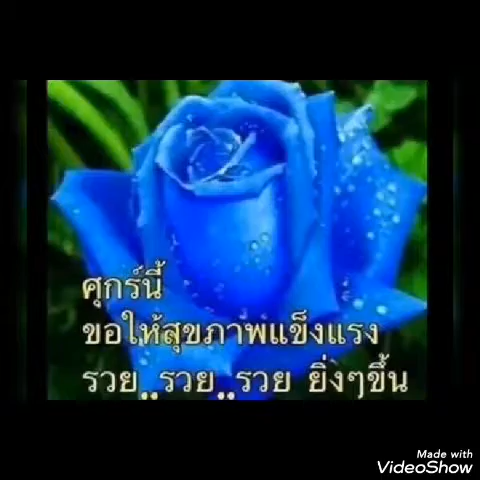 ศุกร์นี้
ขอให้สุขภาพแข็งแรง
รวย..รวย..รวย ยิ่งๆขึ้น
Made with
VideoShow